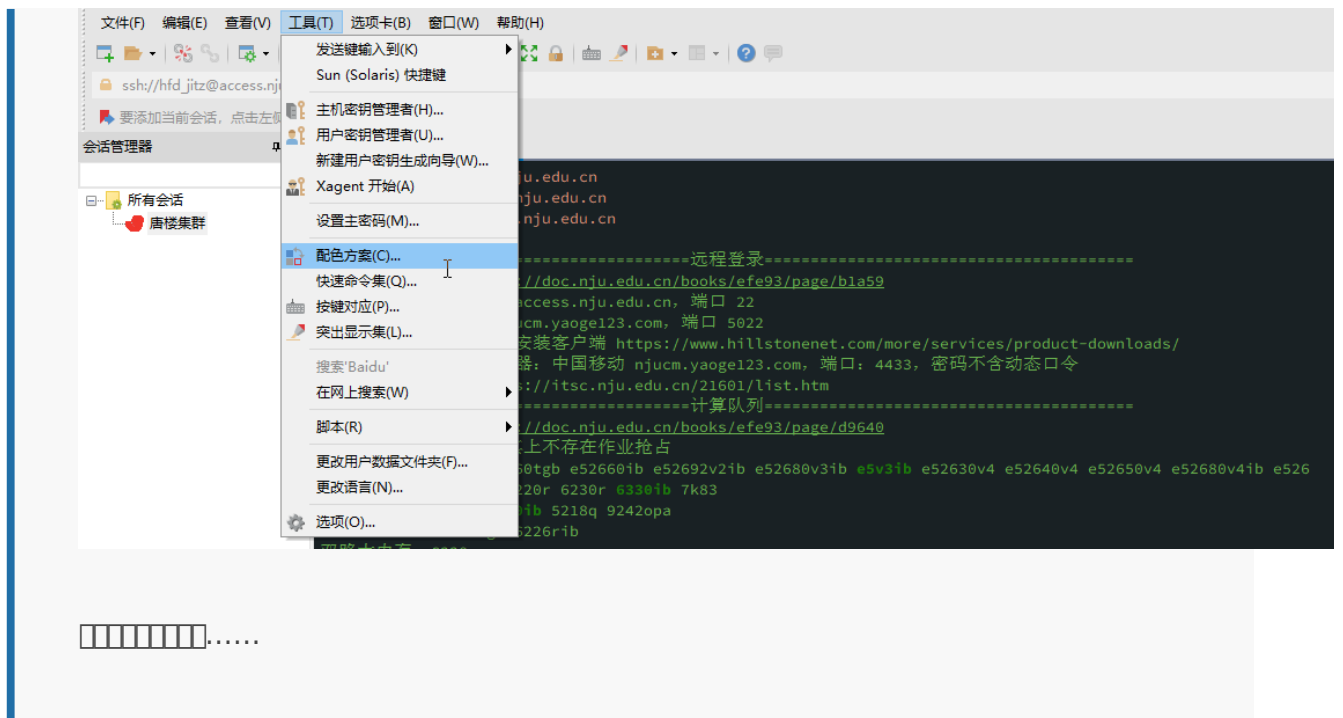 文件(F) 编辑(E) 查看(V) 工具(T) 选项卡(B) 窗口(W) 帮助(H)
发送键输入到(K)
Sun (Solaris) 快捷键
ssh://hfd_jitz@access.nj
主机密钥管理者(H)...
要添加当前会话，点击左
用户密钥管理者(U)...
会话管理器
新建用户密钥生成向导(W)...
Xagent 开始(A)
所有会话
唐楼集群
设置主密码(M)...
配色方案(C)...
快速命令集(Q)...
按键对应(P)...
突出显示集(L)...
搜索'Baidu'
在网上搜索(W)
脚本(R)
更改用户数据文件夹(F)...
更改语言(N)...
选项(O)...
ju.edu.cn
nju.edu.cn
.nju.edu.cn
===================远程登录======================================
://doc.nju.edu.cn/books/efe93/page/b1a59
access.nju.edu.cn，端口 22
ucm.yaoge123.com，端口 5022
安装客户端 https://www.hillstonenet.com/more/services/product-downloads/
器：中国移动 njucm.yaoge123.com，端口：4433，密码不含动态口令
s://itsc.nju.edu.cn/21601/list.htm
===================计算队列======================================
://doc.nju.edu.cn/books/efe93/page/d9640
上不存在作业抢占
60tgb e52660ib e52692v2ib e52680v3ib e5v3ib e52630v4 e52640v4 e52650v4 e52680v4ib e526
220r 6230r 6330ib 7k83
ib 5218q 9242opa
6226rib
……